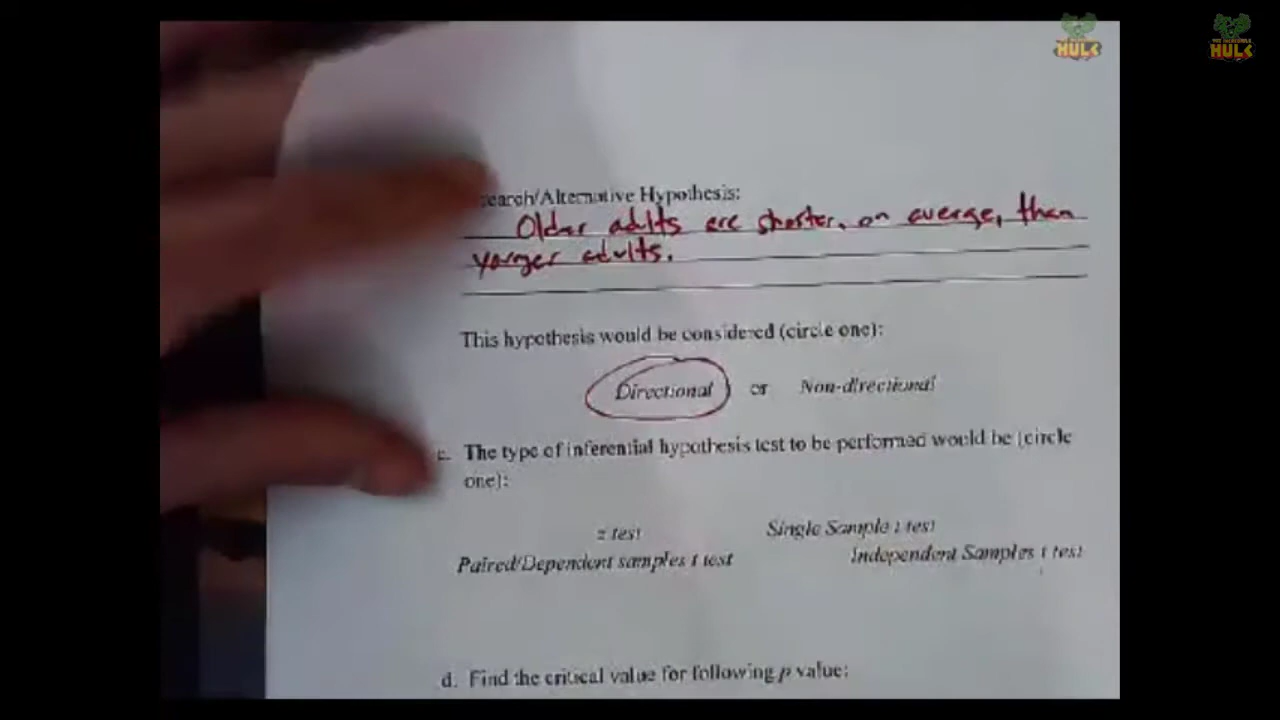 HULK
HULK
search/Alternative Hypothesis:
Older adults are shorter, on average, than
younger adults.
This hypothesis would be considered (circle one):
Directional or Non-directional
c. The type of inferential hypothesis test to be performed would be (circle
one):
z test Single Sample t test
Paired/Dependent samples t test Independent Samples t test
d. Find the critical value for following p value: